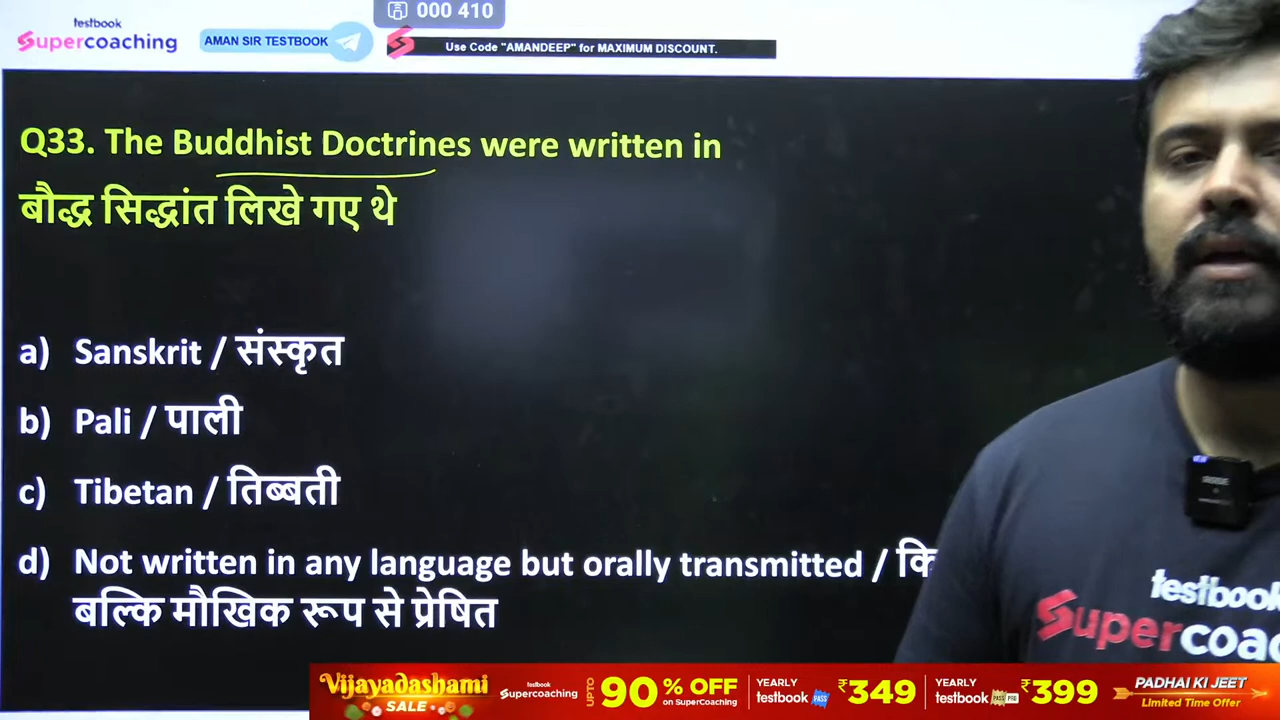 testbook
Supercoaching
AMAN SIR TESTBOOK
000 410
Use Code "AMANDEEP" for MAXIMUM DISCOUNT.
Q33. The Buddhist Doctrines were written in
बौद्ध सिद्धांत लिखे गए थे
a) Sanskrit / संस्कृत
b) Pali / पाली
c) Tibetan / तिब्बती
d) Not written in any language but orally transmitted /
बल्कि मौखिक रूप से प्रेषित
testbook
Supercoa
Vijayadashami
SALE
testbook
Supercoaching
UPTO
90% OFF
on SuperCoaching
YEARLY
testbook PASS
₹349
YEARLY
testbook PASS PRO
₹399
PADHAI KI JEET
Limited Time Offer